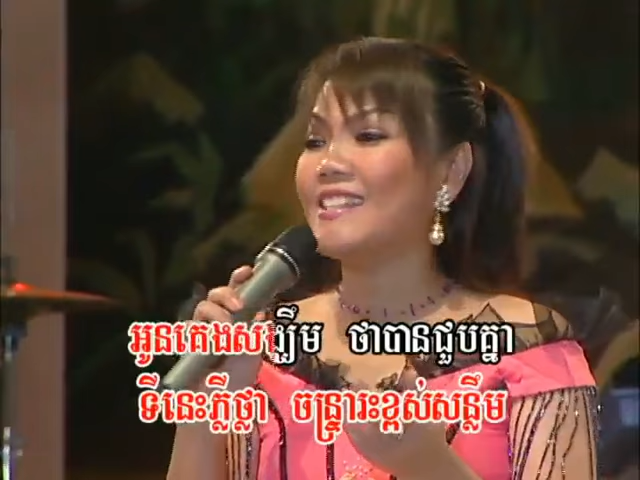 អូនគេងសង្ឃឹម ថាបានជួបគ្នា
ទីនេះភ្លឺថ្លា ចន្ទ្រារះខ្ពស់សន្លឹម